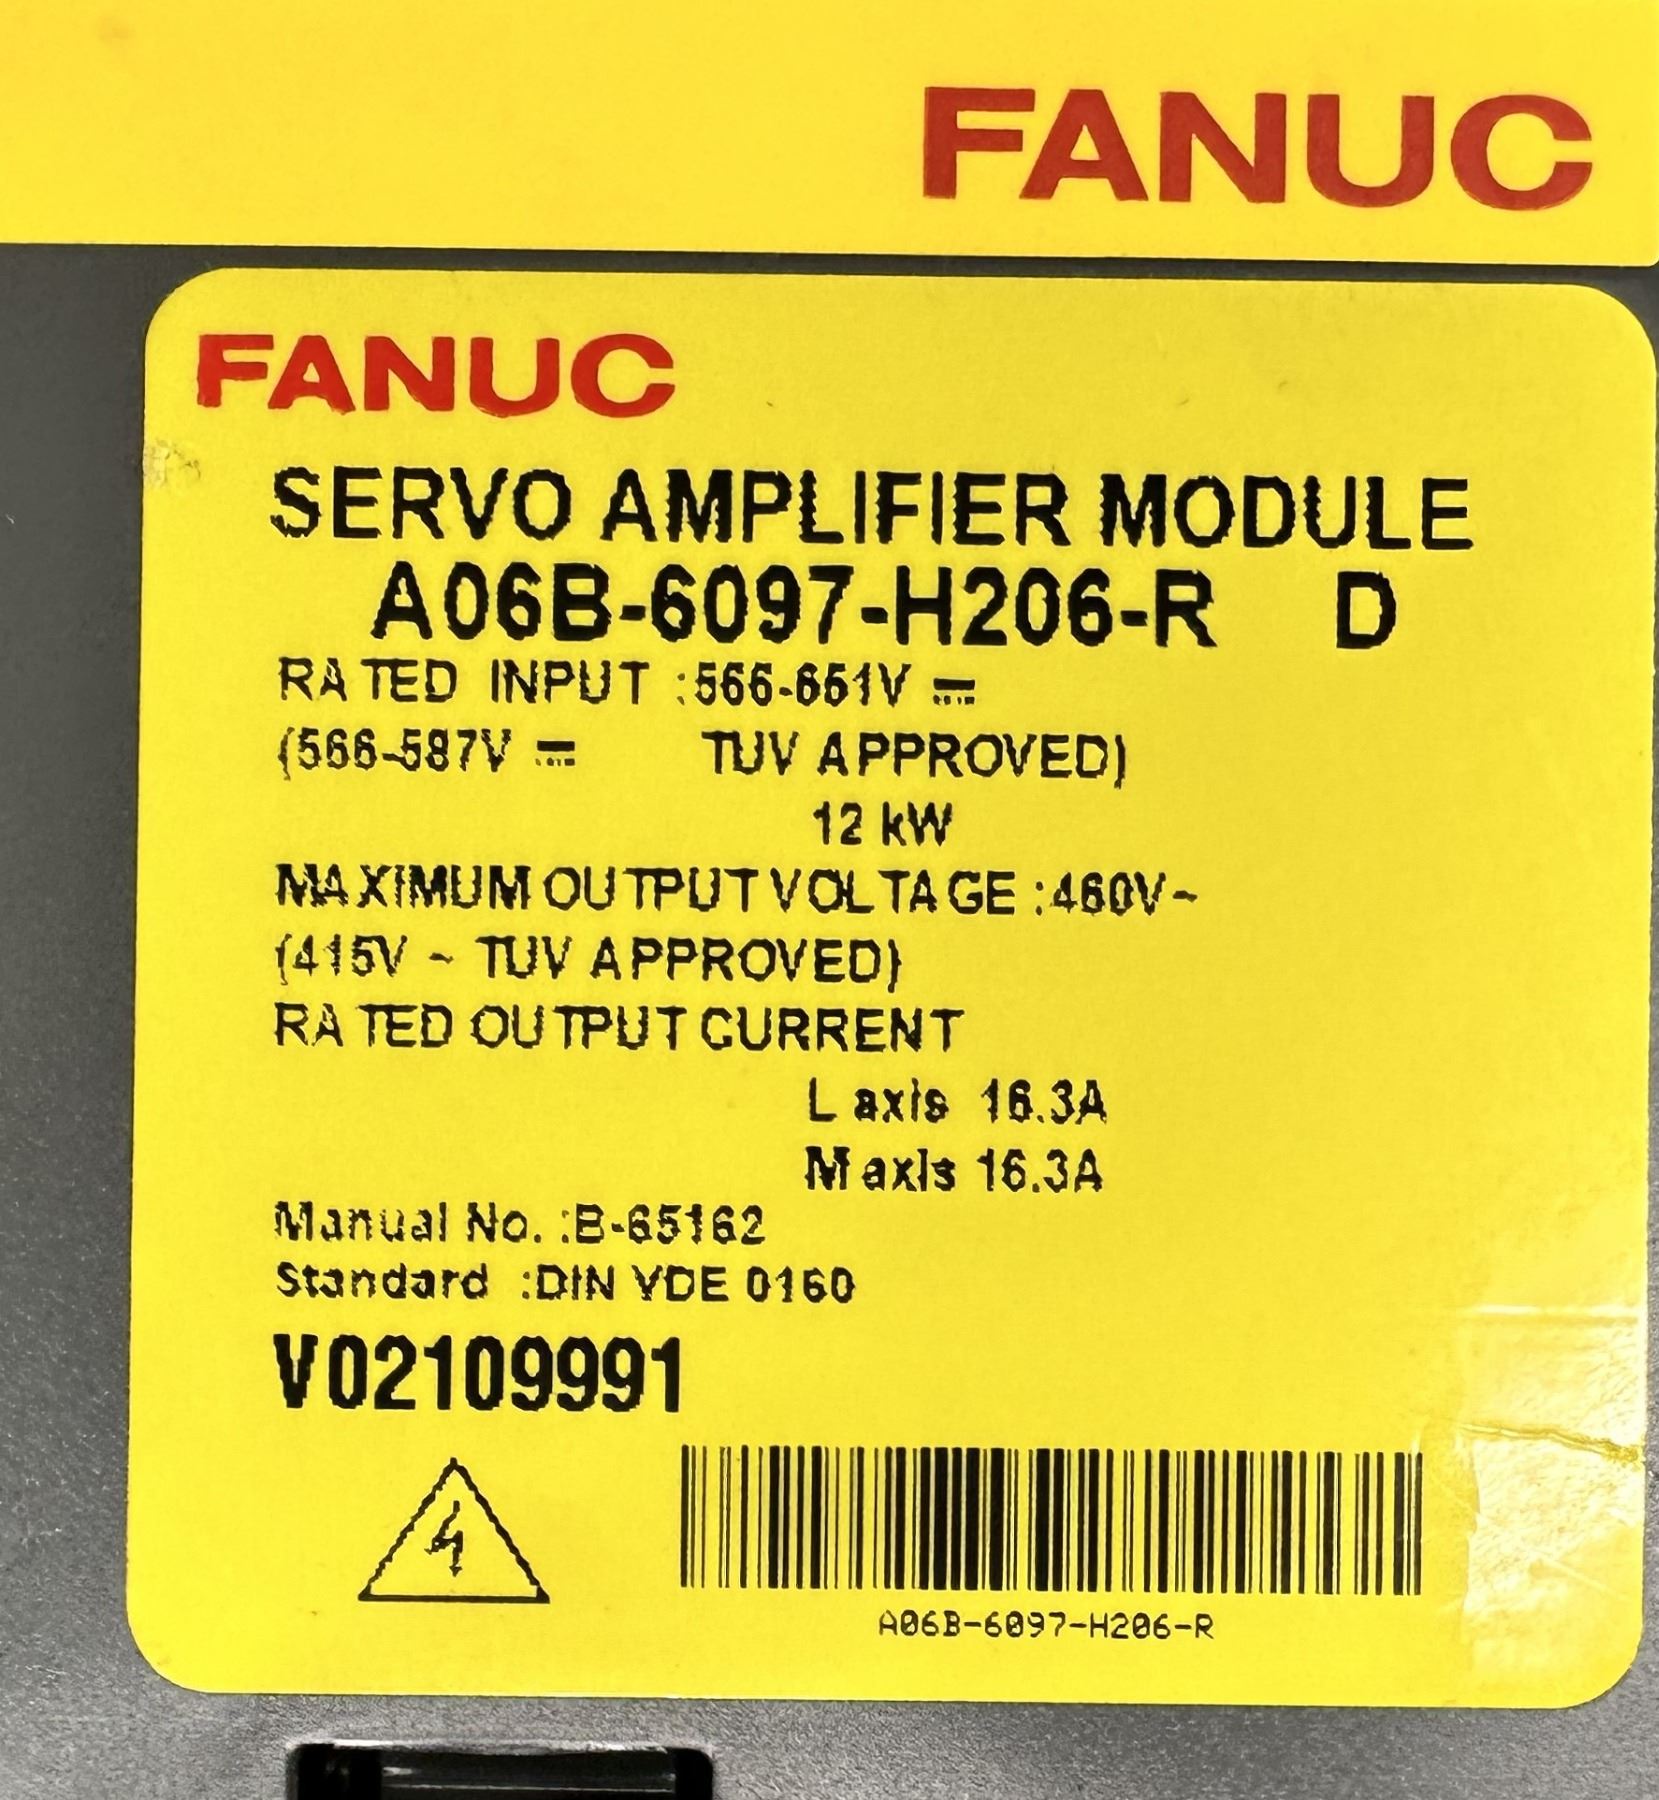 FANUC
FANUC
SERVO AMPLIFIER MODULE
A06B-6097-H206-R D
RATED INPUT :566-651V ⎓
(566-587V ⎓ TUV APPROVED)
12 kW
MAXIMUM OUTPUT VOLTAGE :460V~
(415V ~ TUV APPROVED)
RATED OUTPUT CURRENT
L axis 16.3A
M axis 16.3A
Manual No. :B-65162
Standard :DIN VDE 0160
V02109991
A06B-6097-H206-R